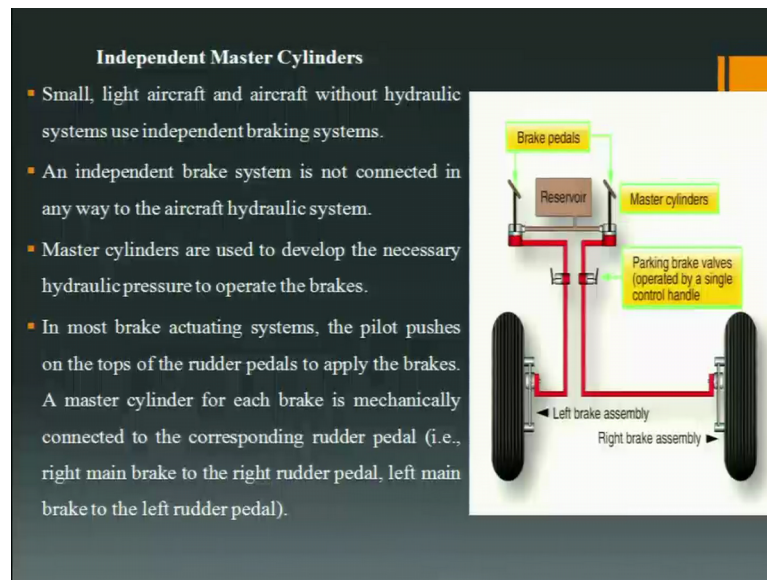 Independent Master Cylinders
Small, light aircraft and aircraft without hydraulic
systems use independent braking systems.
An independent brake system is not connected in
any way to the aircraft hydraulic system.
Master cylinders are used to develop the necessary
hydraulic pressure to operate the brakes.
In most brake actuating systems, the pilot pushes
on the tops of the rudder pedals to apply the brakes.
A master cylinder for each brake is mechanically
connected to the corresponding rudder pedal (i.e.,
right main brake to the right rudder pedal, left main
brake to the left rudder pedal).
Brake pedals
Reservoir
Master cylinders
Parking brake valves
(operated by a single
control handle
Left brake assembly
Right brake assembly